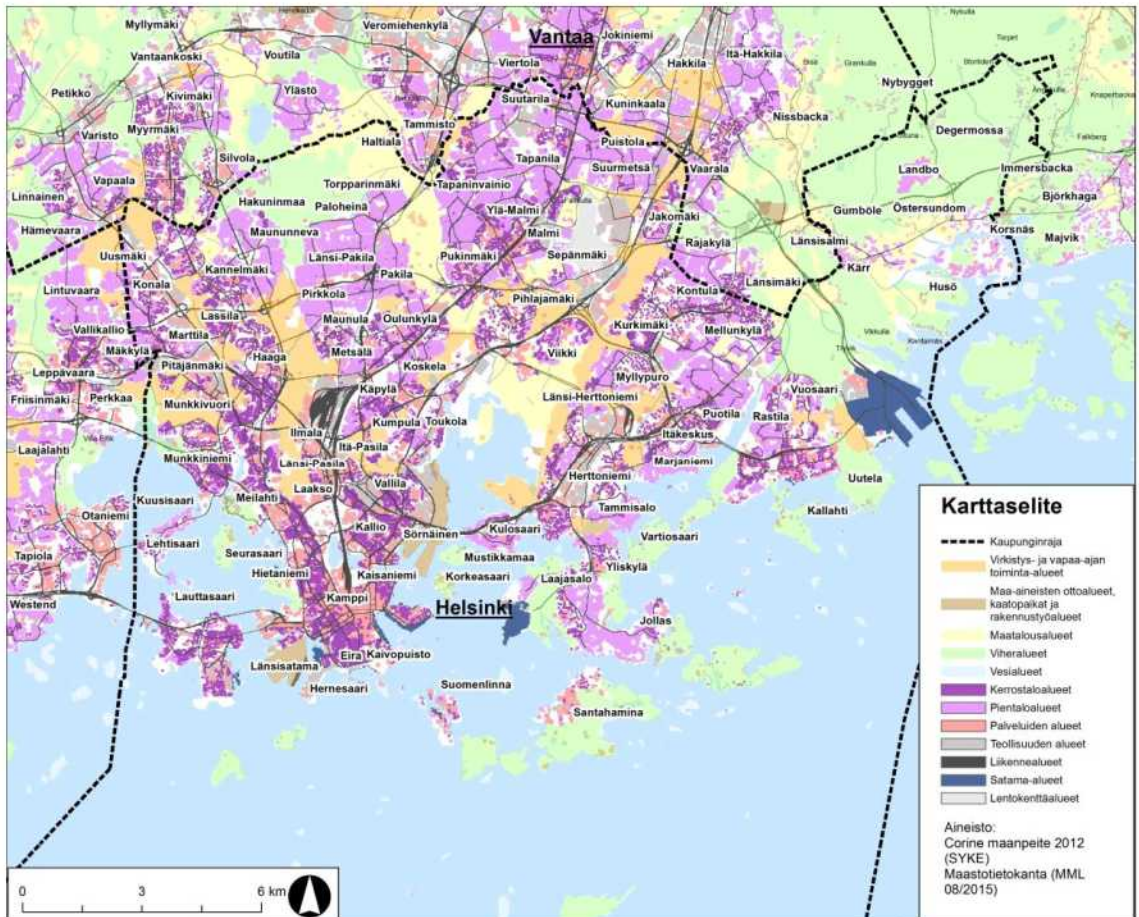 Nykulla
Myllymäki
Veromiehenkylä
Vantaa
Jokiniemi
Vantaankoski
Voutila
Viertola
Hakkila
Itä-Hakkila
Nybygget
Petikko
Kivimäki
Ylästö
Suutarila
Kuninkaala
Nissbacka
Varisto
Myyrmäki
Tammisto
Haltiala
Puistola
Degermossa
Falkberg
Silvola
Tapanila
Vaarala
Landbo
Immersbacka
Linnainen
Vapaala
Torpparinmäki
Tapaninvainio
Suurmetsä
Björkhaga
Hakuninmaa
Paloheinä
Ylä-Malmi
Gumböle
Östersundom
Hämevaara
Maununneva
Malmi
Jakomäki
Korsnäs
Uusmäki
Kannelmäki
Länsi-Pakila
Pukinmäki
Sepänmäki
Rajakylä
Länsisalmi
Majvik
Konala
Pakila
Kärr
Lintuvaara
Pirkkola
Pihlajamäki
Kontula
Länsimäki
Husö
Lassila
Vallikallio
Marttila
Maunula
Oulunkylä
Kurkimäki
Mellunkylä
Mäkkylä
Haaga
Metsälä
Viikki
Leppävaara
Pitäjänmäki
Koskela
Myllypuro
Vuosaari
Friisinmäki
Perkkaa
Munkkivuori
Käpylä
Länsi-Herttoniemi
Puotila
Rastila
Kumpula
Toukola
Laajalahti
Villa Elfik
Ilmala
Itä-Pasila
Itäkeskus
Munkkiniemi
Länsi-Pasila
Marjaniemi
Herttoniemi
Uutela
Kuusisaari
Meilahti
Laakso
Vallila
Otaniemi
Tammisalo
Kallahti
Lehtisaari
Kallio
Sörnäinen
Kulosaari
Vartiosaari
Tapiola
Seurasaari
Mustikkamaa
Hietaniemi
Kaisaniemi
Korkeasaari
Laajasalo
Yliskylä
Westend
Lauttasaari
Kamppi
Helsinki
Jollas
Eira
Kaivopuisto
Länsisatama
Hernesaari
Suomenlinna
Santahamina
Karttaselite
Kaupunginraja
Virkistys- ja vapaa-ajan
toiminta-alueet
Maa-aineisten ottoalueet,
kaatopaikat ja
rakennustyöalueet
Maatalousalueet
Viheralueet
Vesialueet
Kerrostaloalueet
Pientaloalueet
Palveluiden alueet
Teollisuuden alueet
Liikennealueet
Satama-alueet
Lentokenttäalueet
Aineisto:
Corine maanpeite 2012
(SYKE)
Maastotietokanta (MML
08/2015)
0 3 6 km